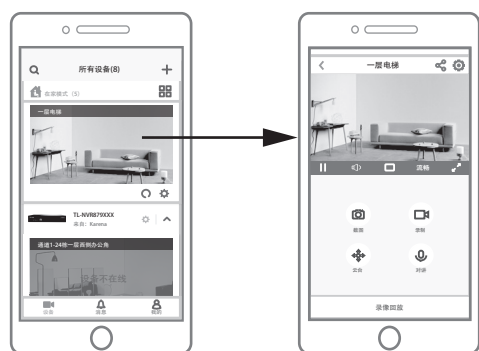 所有设备(8)
在家模式（5）
一层电梯
TL-NVR879XXX
来自：Karena
通道1-24栋一层西侧办公角
设备不在线
设备
消息
我的
一层电梯
流畅
截图
录制
云台
对讲
录像回放